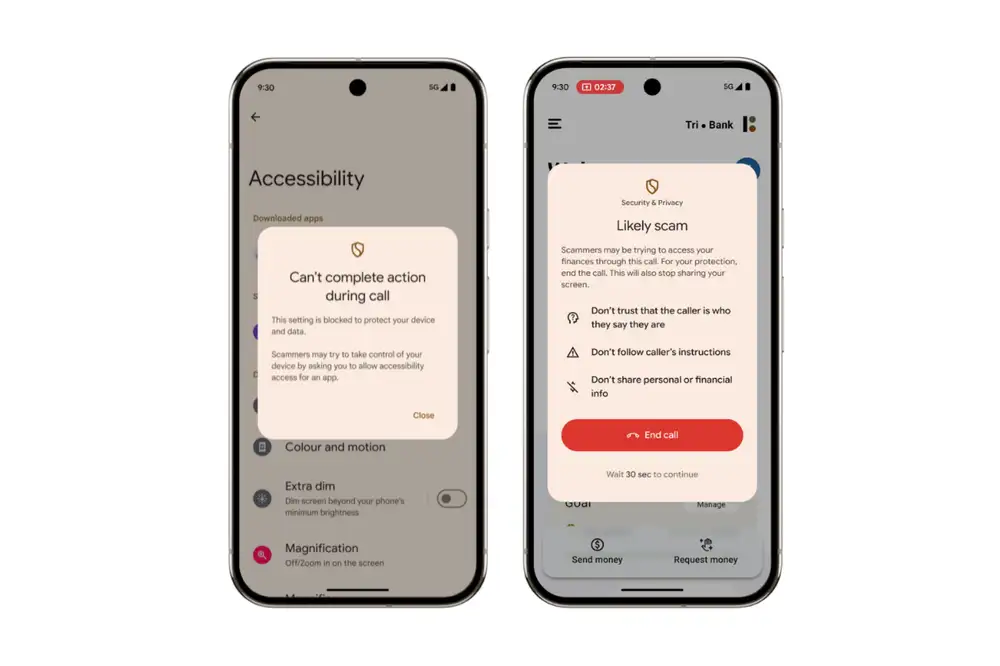 9:30
5G
Accessibility
Downloaded apps
Can't complete action
during call
This setting is blocked to protect your device
and data.
Scammers may try to take control of your
device by asking you to allow accessibility
access for an app.
Close
Colour and motion
Extra dim
Dim screen beyond your phone's
minimum brightness
Magnification
Off/Zoom in on the screen
9:30
02:37
5G
Tri • Bank
Security & Privacy
Likely scam
Scammers may be trying to access your
finances through this call. For your protection,
end the call. This will also stop sharing your
screen.
Don't trust that the caller is who
they say they are
Don't follow caller's instructions
Don't share personal or financial
info
End call
Wait 30 sec to continue
Goal
Manage
Send money
Request money